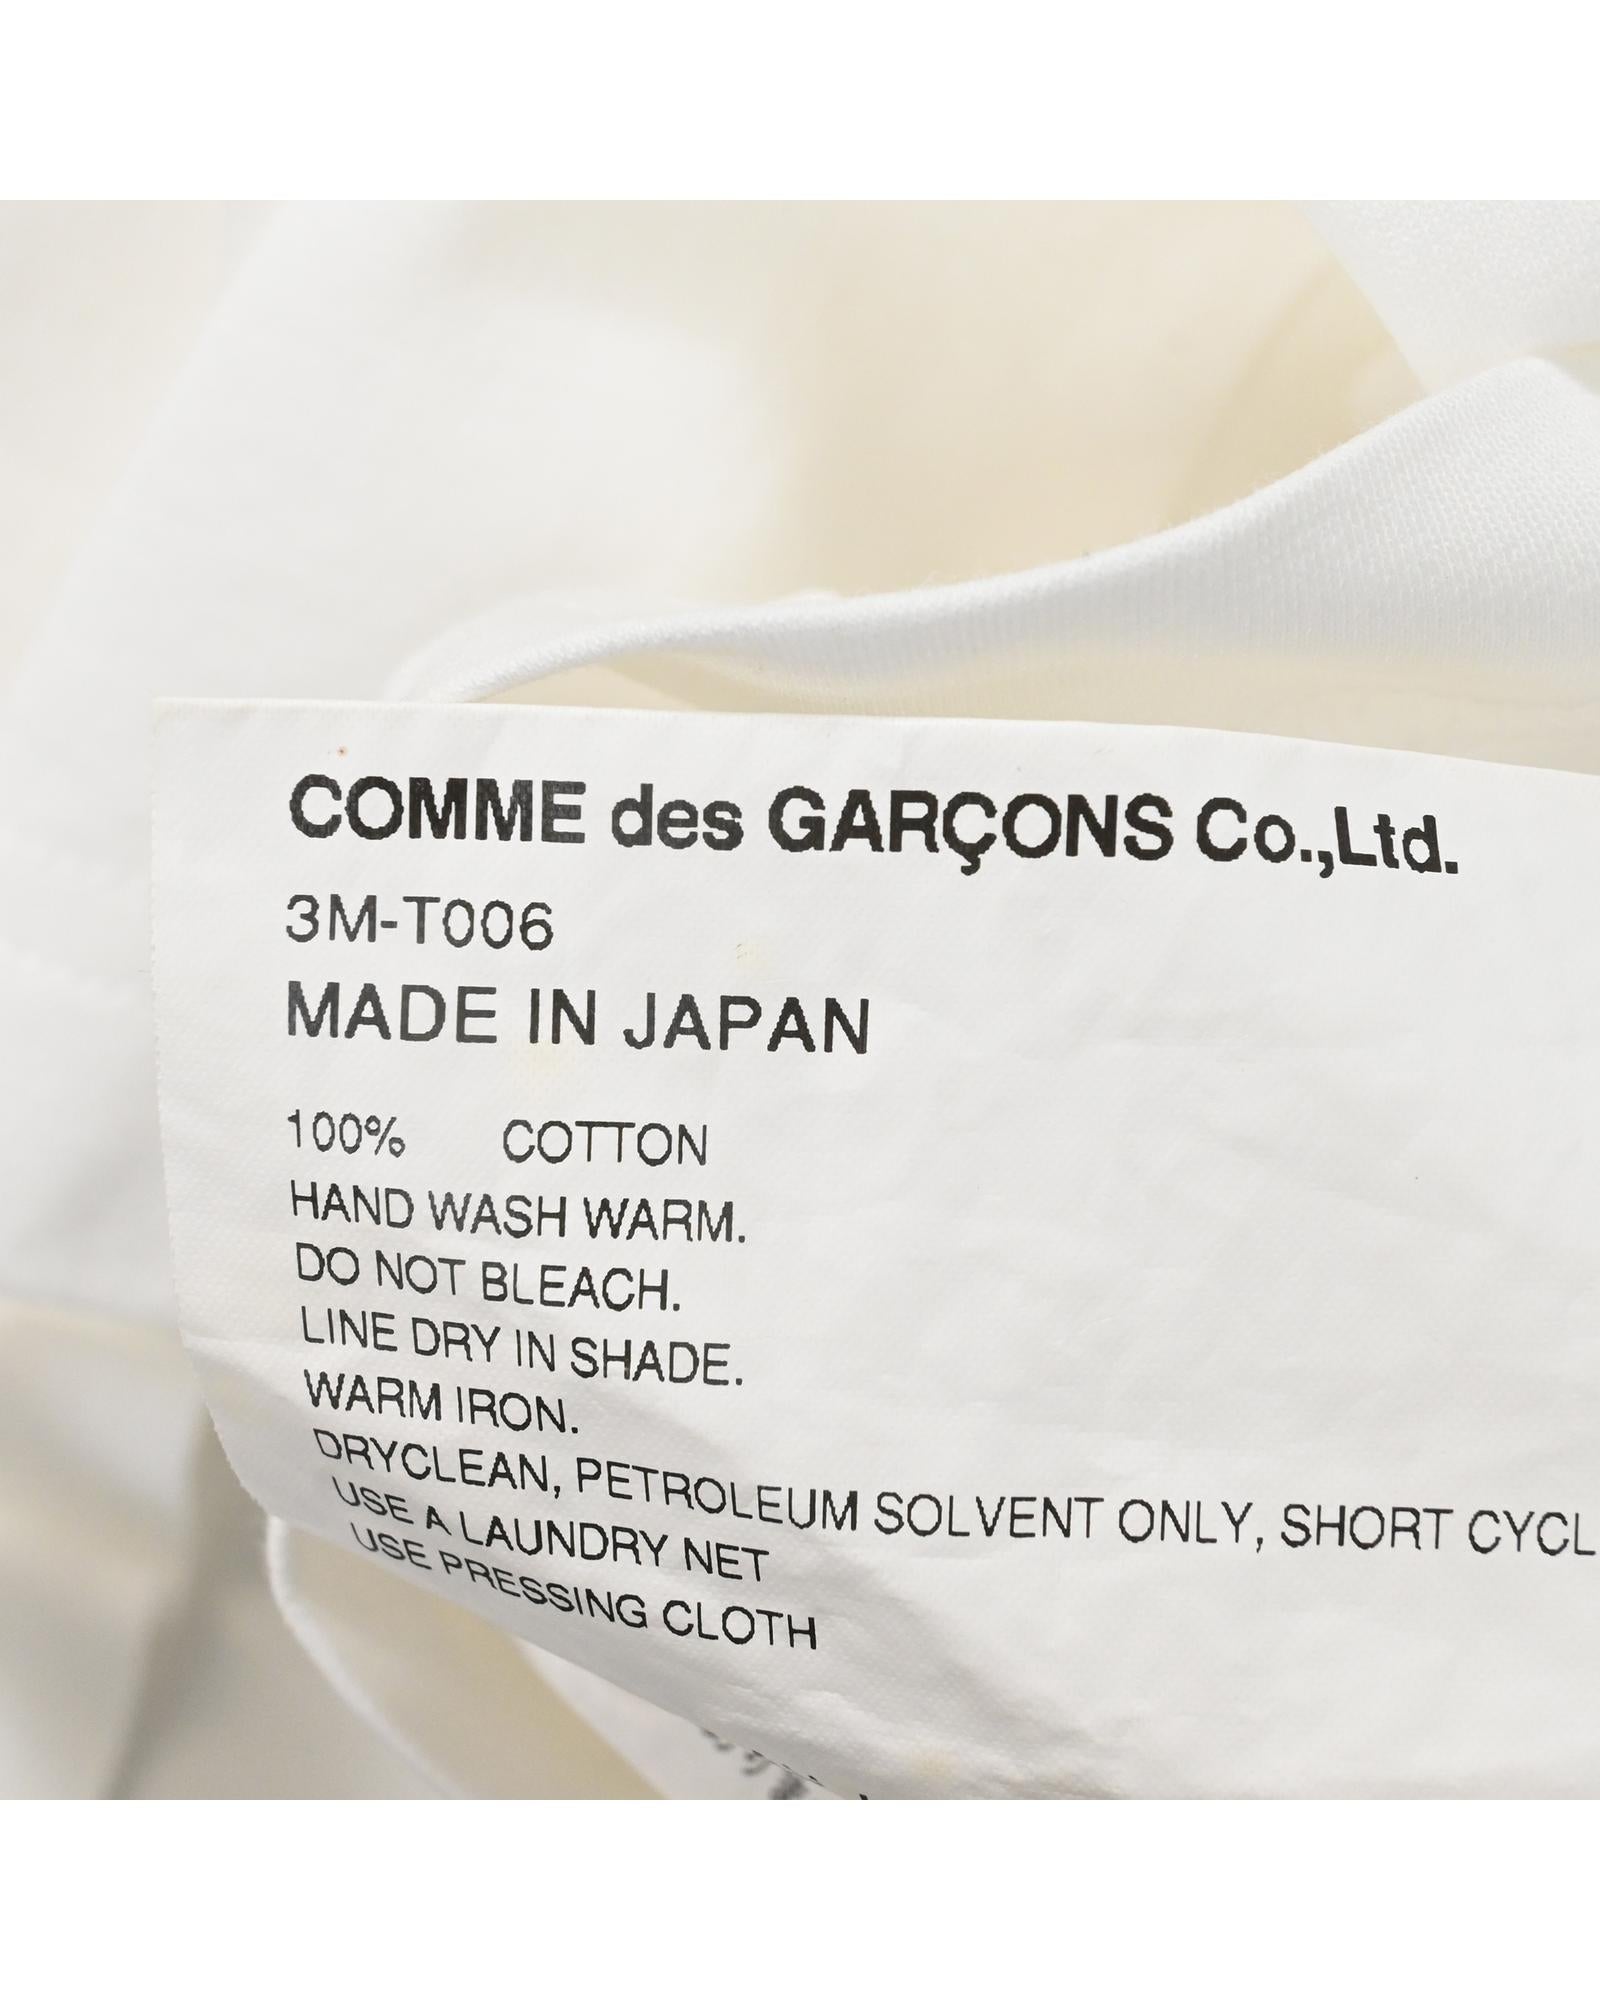 COMME des GARÇONS Co.,Ltd.
3M-T006
MADE IN JAPAN
100% COTTON
HAND WASH WARM.
DO NOT BLEACH.
LINE DRY IN SHADE.
WARM IRON.
DRYCLEAN, PETROLEUM SOLVENT ONLY, SHORT CYCL
USE A LAUNDRY NET
USE PRESSING CLOTH